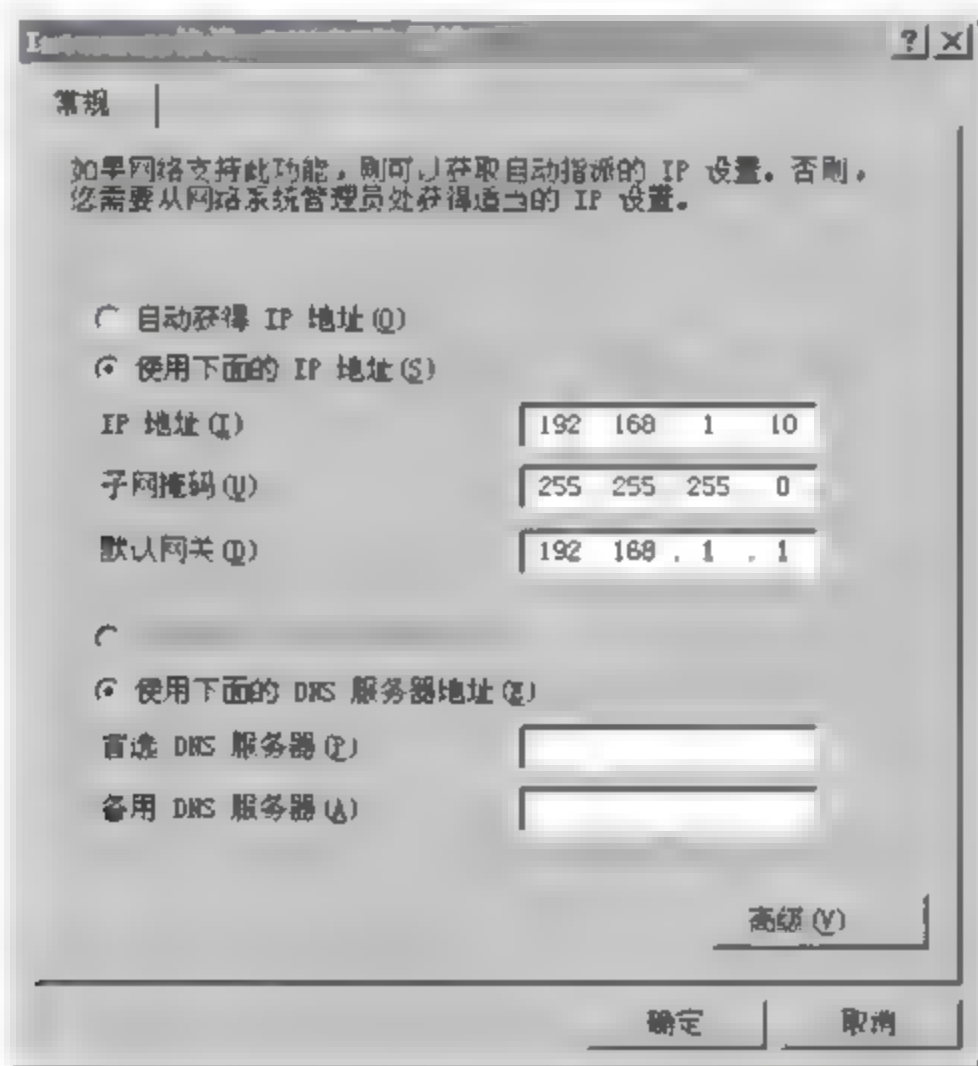 常规
如果网络支持此功能，则可以获取自动指派的 IP 设置。否则，
您需要从网络系统管理员处获得适当的 IP 设置。
自动获得 IP 地址(O)
使用下面的 IP 地址(S)
IP 地址(I) 192 168 1 10
子网掩码(U) 255 255 255 0
默认网关(D) 192 168 . 1 . 1
使用下面的 DNS 服务器地址(E)
首选 DNS 服务器(P)
备用 DNS 服务器(A)
高级(V)
确定 取消